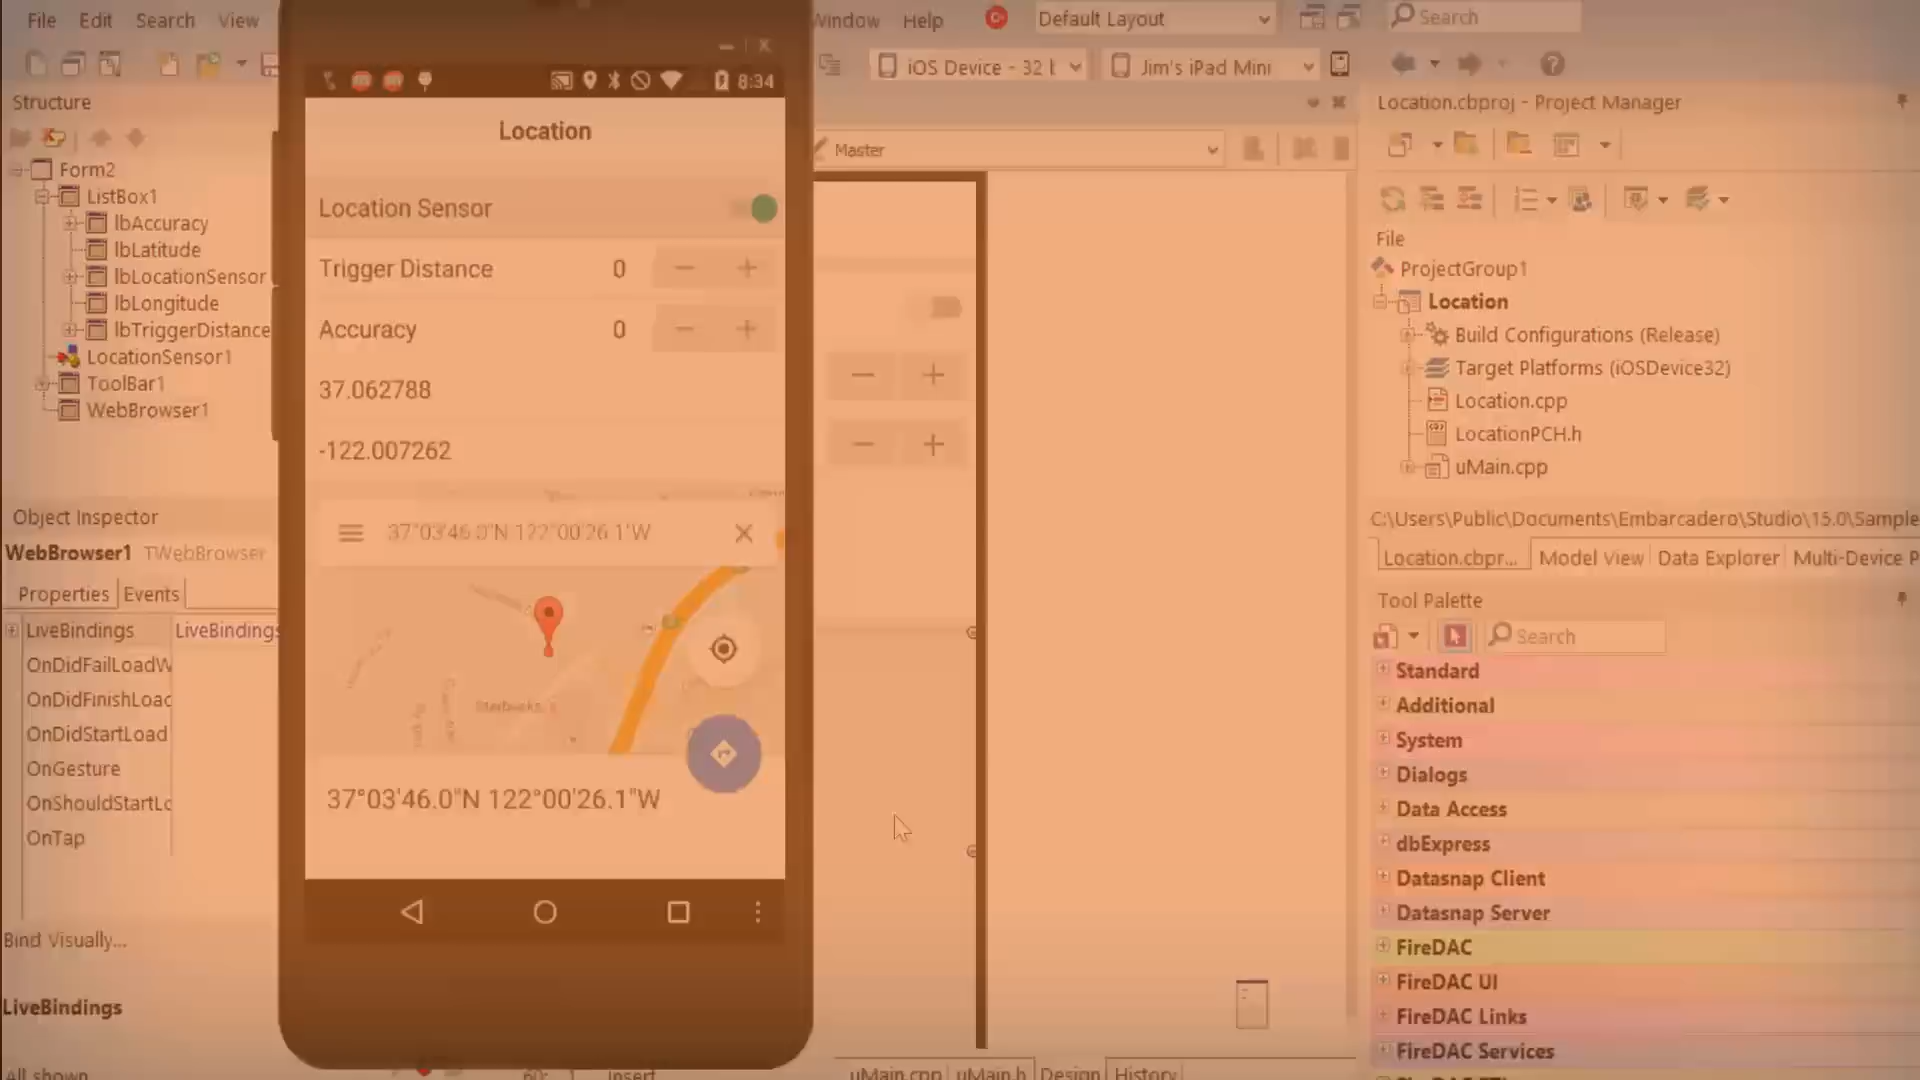 File Edit Search View
Window Help
Default Layout
Search
iOS Device - 32
Jim's iPad Mini
Structure
Form2
ListBox1
lbAccuracy
lbLatitude
lbLocationSensor
lbLongitude
lbTriggerDistance
LocationSensor1
ToolBar1
WebBrowser1
Object Inspector
WebBrowser1 TWebBrowser
Properties Events
LiveBindings LiveBindings
OnDidFailLoadW
OnDidFinishLoad
OnDidStartLoad
OnGesture
OnShouldStartLo
OnTap
Bind Visually...
LiveBindings
All shown
8:34
Location
Location Sensor
Trigger Distance 0
Accuracy 0
37.062788
-122.007262
37°03'46.0"N 122°00'26.1"W
Starbucks
37°03'46.0"N 122°00'26.1"W
Master
60: 1 Insert
uMain.cpp uMain.h Design History
Location.cbproj - Project Manager
File
ProjectGroup1
Location
Build Configurations (Release)
Target Platforms (iOSDevice32)
Location.cpp
LocationPCH.h
uMain.cpp
C:\Users\Public\Documents\Embarcadero\Studio\15.0\Sample
Location.cbpr... Model View Data Explorer Multi-Device P
Tool Palette
Search
Standard
Additional
System
Dialogs
Data Access
dbExpress
Datasnap Client
Datasnap Server
FireDAC
FireDAC UI
FireDAC Links
FireDAC Services